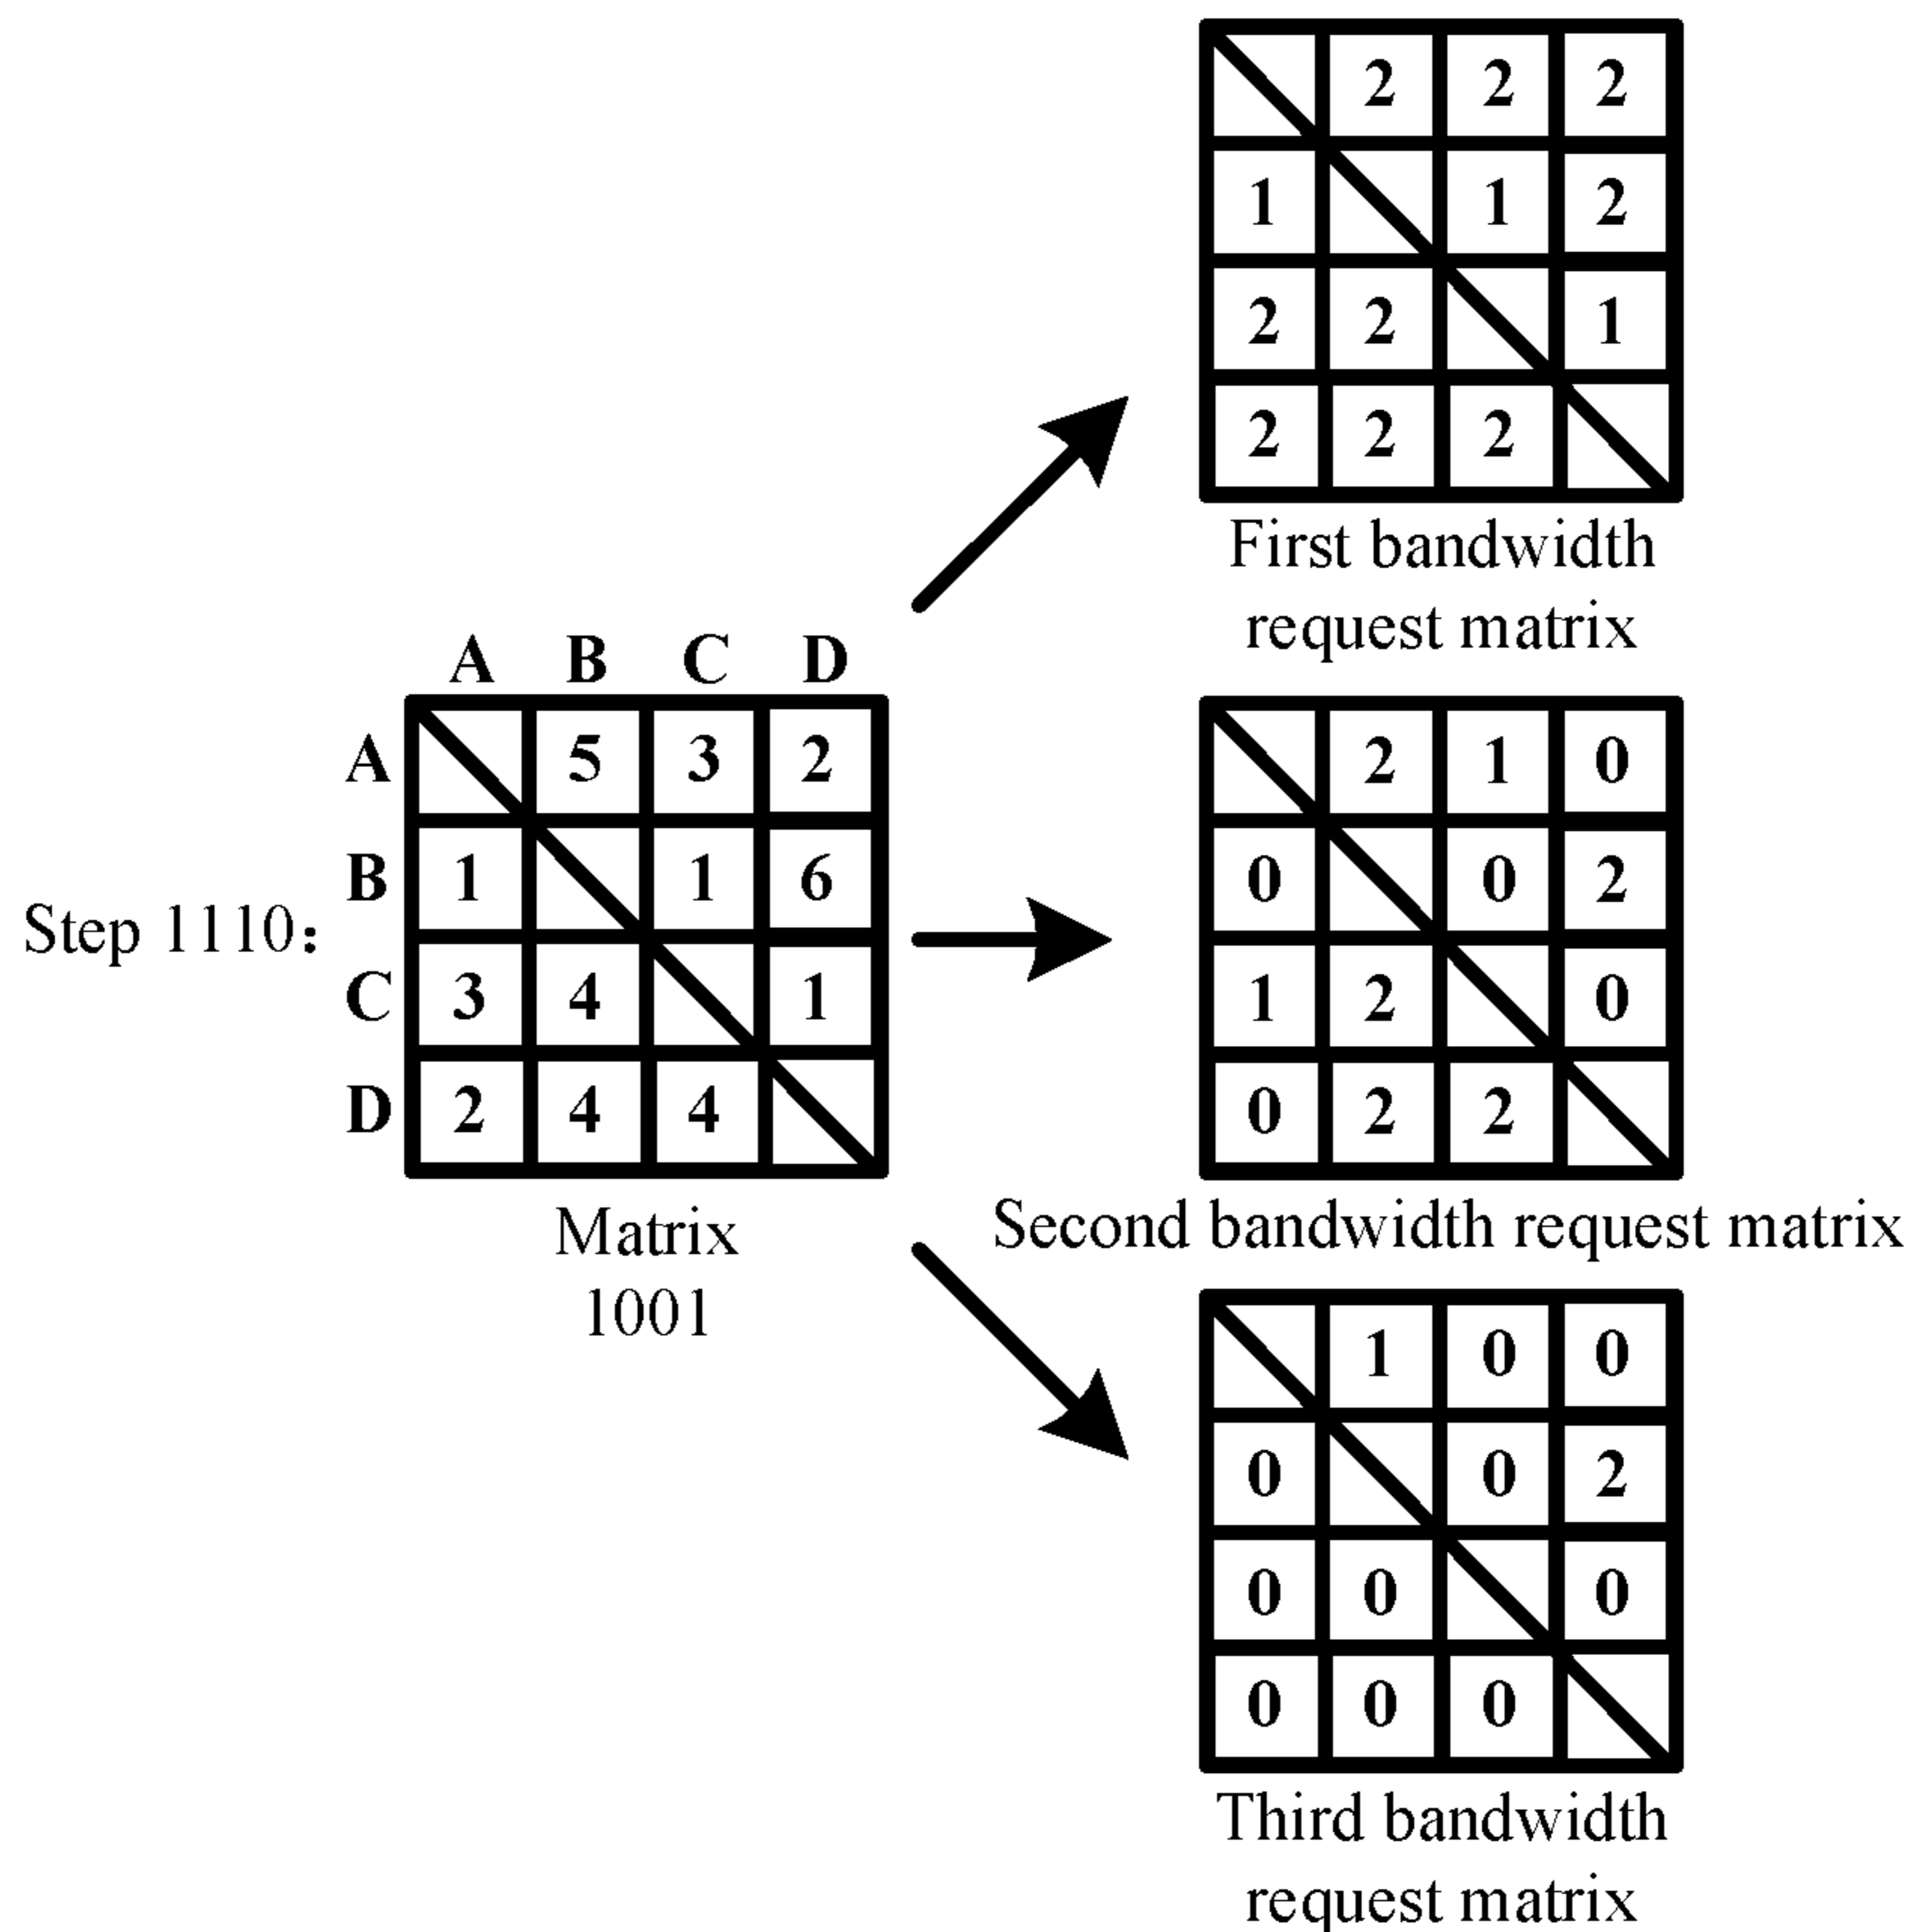 2 2 2
1 1 2
2 2 1
2 2 2
First bandwidth
request matrix
A B C D
A 5 3 2
B 1 1 6
Step 1110:
C 3 4 1
D 2 4 4
Matrix
1001
2 1 0
0 0 2
1 2 0
0 2 2
Second bandwidth request matrix
1 0 0
0 0 2
0 0 0
0 0 0
Third bandwidth
request matrix